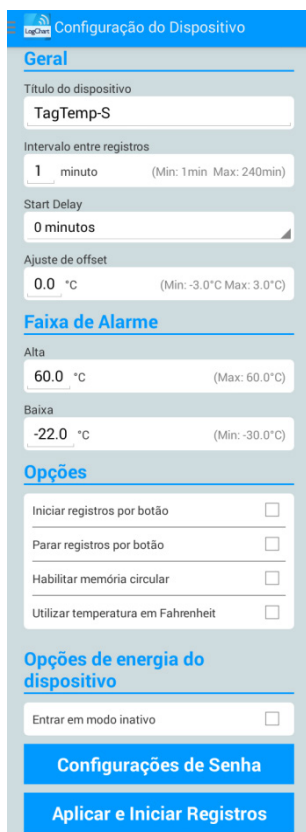 LogChart Configuração do Dispositivo
Geral
Título do dispositivo
TagTemp-S
Intervalo entre registros
1 minuto (Min: 1min Max: 240min)
Start Delay
0 minutos
Ajuste de offset
0.0 °C (Min: -3.0°C Max: 3.0°C)
Faixa de Alarme
Alta
60.0 °C (Max: 60.0°C)
Baixa
-22.0 °C (Min: -30.0°C)
Opções
Iniciar registros por botão
Parar registros por botão
Habilitar memória circular
Utilizar temperatura em Fahrenheit
Opções de energia do
dispositivo
Entrar em modo inativo
Configurações de Senha
Aplicar e Iniciar Registros